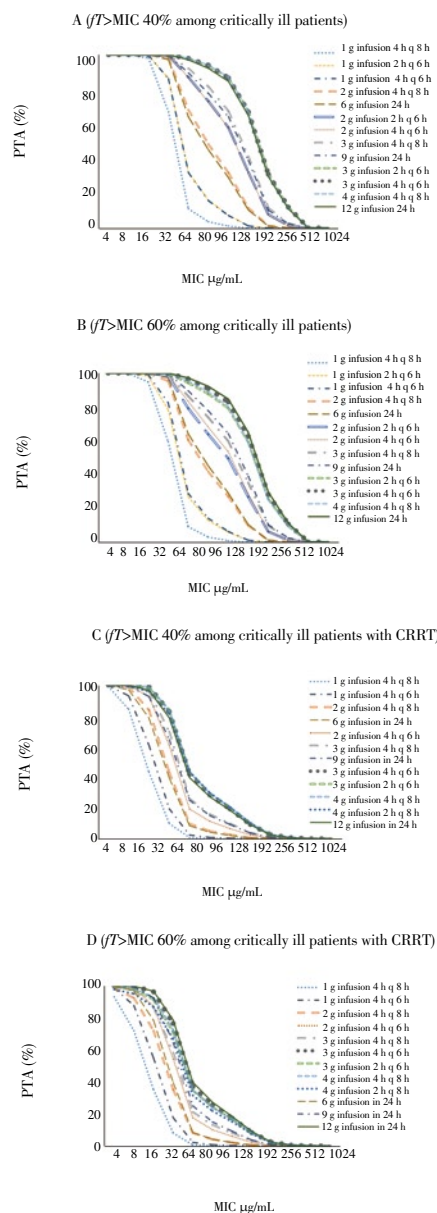 A (fT>MIC 40% among critically ill patients)
PTA (%)
100
80
60
40
20
0
4 8 16 32 64 80 96 128 192 256 512 1024
MIC μg/mL
1 g infusion 4 h q 8 h
1 g infusion 2 h q 6 h
1 g infusion 4 h q 6 h
2 g infusion 4 h q 8 h
6 g infusion 24 h
2 g infusion 2 h q 6 h
2 g infusion 4 h q 6 h
3 g infusion 4 h q 8 h
9 g infusion 24 h
3 g infusion 2 h q 6 h
3 g infusion 4 h q 6 h
4 g infusion 4 h q 8 h
12 g infusion 24 h
B (fT>MIC 60% among critically ill patients)
PTA (%)
100
80
60
40
20
0
4 8 16 32 64 80 96 128 192 256 512 1024
MIC μg/mL
1 g infusion 4 h q 8 h
1 g infusion 2 h q 6 h
1 g infusion 4 h q 6 h
2 g infusion 4 h q 8 h
6 g infusion 24 h
2 g infusion 2 h q 6 h
2 g infusion 4 h q 6 h
3 g infusion 4 h q 8 h
9 g infusion 24 h
3 g infusion 2 h q 6 h
3 g infusion 4 h q 6 h
4 g infusion 4 h q 8 h
12 g infusion 24 h
C (fT>MIC 40% among critically ill patients with CRRT)
PTA (%)
100
80
60
40
20
0
4 8 16 32 64 96 128 192 256 512 1024
MIC μg/mL
1 g infusion 4 h q 8 h
1 g infusion 4 h q 6 h
2 g infusion 4 h q 8 h
6 g infusion in 24 h
2 g infusion 4 h q 6 h
3 g infusion 4 h q 8 h
9 g infusion in 24 h
3 g infusion 4 h q 6 h
3 g infusion 2 h q 6 h
4 g infusion 4 h q 8 h
4 g infusion 2 h q 8 h
12 g infusion in 24 h
D (fT>MIC 60% among critically ill patients with CRRT)
PTA (%)
100
80
60
40
20
0
4 8 16 32 64 96 128 192 256 512 1024
MIC μg/mL
1 g infusion 4 h q 8 h
1 g infusion 4 h q 6 h
2 g infusion 4 h q 8 h
2 g infusion 4 h q 6 h
3 g infusion 4 h q 8 h
3 g infusion 4 h q 6 h
3 g infusion 2 h q 6 h
4 g infusion 4 h q 8 h
4 g infusion 2 h q 8 h
6 g infusion in 24 h
9 g infusion in 24 h
12 g infusion in 24 h